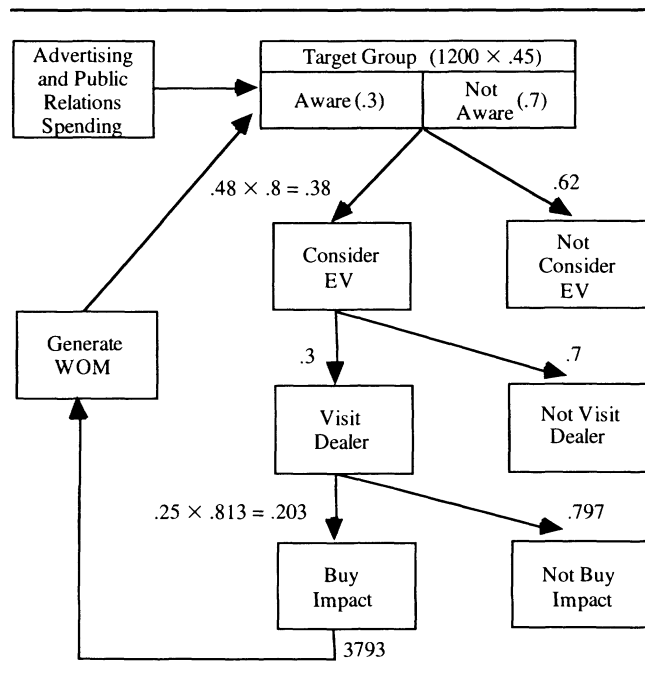 Advertising
and Public
Relations
Spending
Target Group (1200 × .45)
Aware (.3)
Not
Aware (.7)
.48 × .8 = .38
.62
Consider
EV
Not
Consider
EV
Generate
WOM
.3
.7
Visit
Dealer
Not Visit
Dealer
.25 × .813 = .203
.797
Buy
Impact
Not Buy
Impact
3793